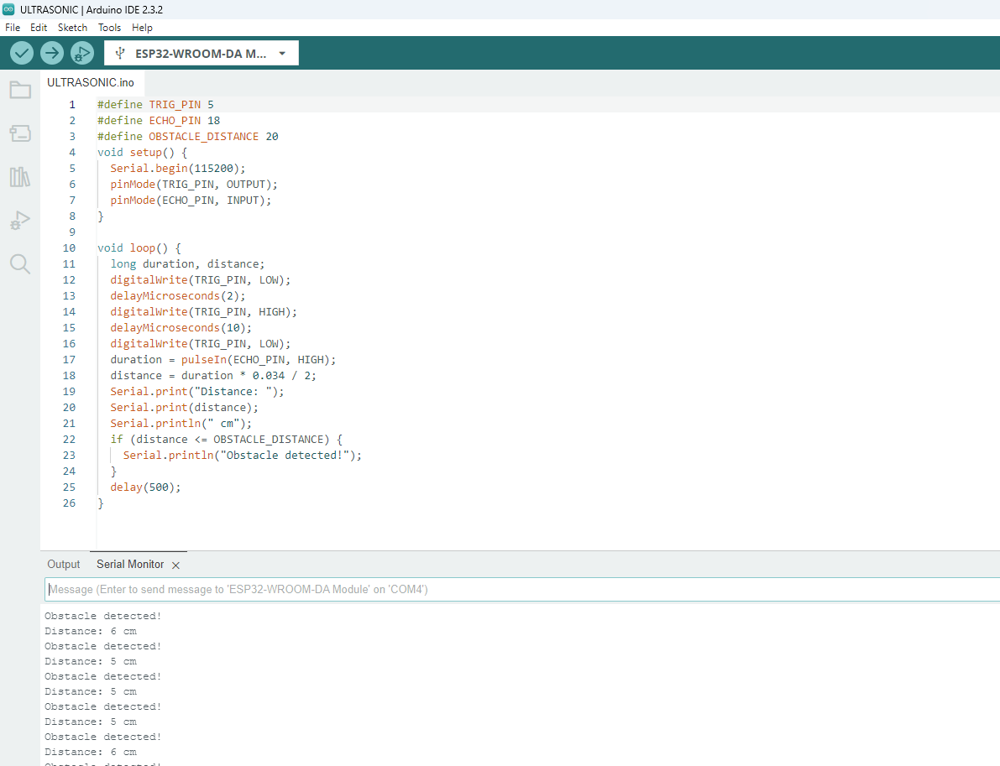 ULTRASONIC | Arduino IDE 2.3.2
File Edit Sketch Tools Help
ESP32-WROOM-DA M...
ULTRASONIC.ino
1 #define TRIG_PIN 5
2 #define ECHO_PIN 18
3 #define OBSTACLE_DISTANCE 20
4 void setup() {
5   Serial.begin(115200);
6   pinMode(TRIG_PIN, OUTPUT);
7   pinMode(ECHO_PIN, INPUT);
8 }
9
10 void loop() {
11   long duration, distance;
12   digitalWrite(TRIG_PIN, LOW);
13   delayMicroseconds(2);
14   digitalWrite(TRIG_PIN, HIGH);
15   delayMicroseconds(10);
16   digitalWrite(TRIG_PIN, LOW);
17   duration = pulseIn(ECHO_PIN, HIGH);
18   distance = duration * 0.034 / 2;
19   Serial.print("Distance: ");
20   Serial.print(distance);
21   Serial.println(" cm");
22   if (distance <= OBSTACLE_DISTANCE) {
23     Serial.println("Obstacle detected!");
24   }
25   delay(500);
26 }
Output Serial Monitor
Message (Enter to send message to 'ESP32-WROOM-DA Module' on 'COM4')
Obstacle detected!
Distance: 6 cm
Obstacle detected!
Distance: 5 cm
Obstacle detected!
Distance: 5 cm
Obstacle detected!
Distance: 5 cm
Obstacle detected!
Distance: 6 cm
Obstacle detected!